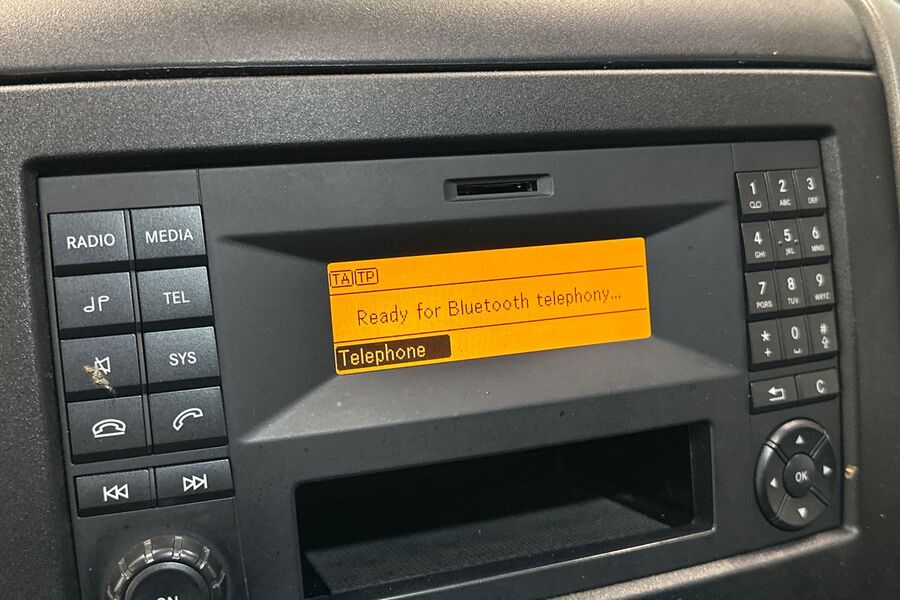 RADIO MEDIA
TEL
SYS
TA TP
Ready for Bluetooth telephony...
Telephone
1 2 ABC 3 DEF
4 GHI 5 JKL 6 MNO
7 PQRS 8 TUV 9 WXYZ
* + 0 #
C
OK
ON